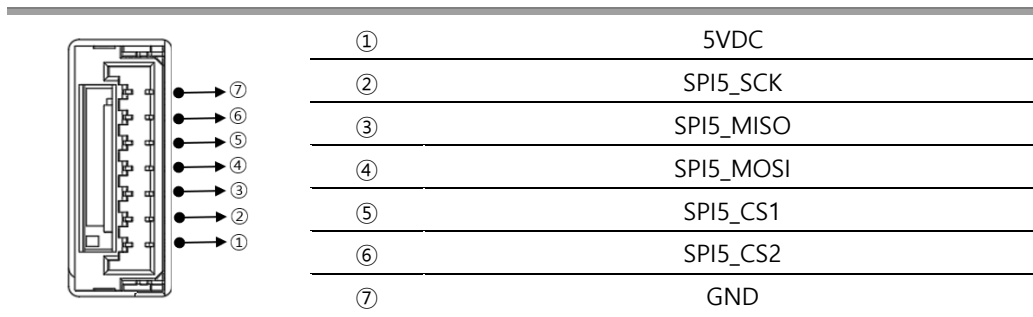 ⑦
⑥
⑤
④
③
②
①
① 5VDC
② SPI5_SCK
③ SPI5_MISO
④ SPI5_MOSI
⑤ SPI5_CS1
⑥ SPI5_CS2
⑦ GND